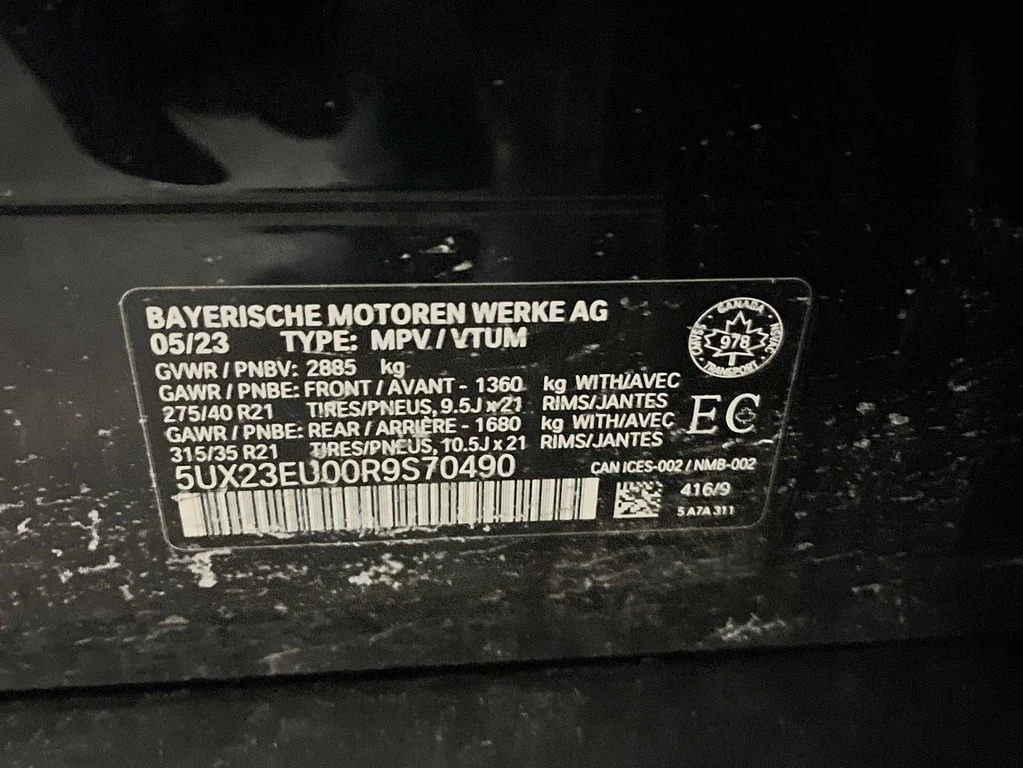 BAYERISCHE MOTOREN WERKE AG
05/23 TYPE: MPV / VTUM
GVWR / PNBV: 2885 kg
GAWR / PNBE: FRONT / AVANT - 1360 kg WITH/AVEC
275/40 R21 TIRES/PNEUS, 9.5J x 21 RIMS/JANTES
GAWR / PNBE: REAR / ARRIÈRE - 1680 kg WITH/AVEC
315/35 R21 TIRES/PNEUS, 10.5J x 21 RIMS/JANTES
5UX23EU00R9S70490
CANADA
978
TRANSPORT
EC
CAN ICES-002 / NMB-002
416/9
5 A7A 311